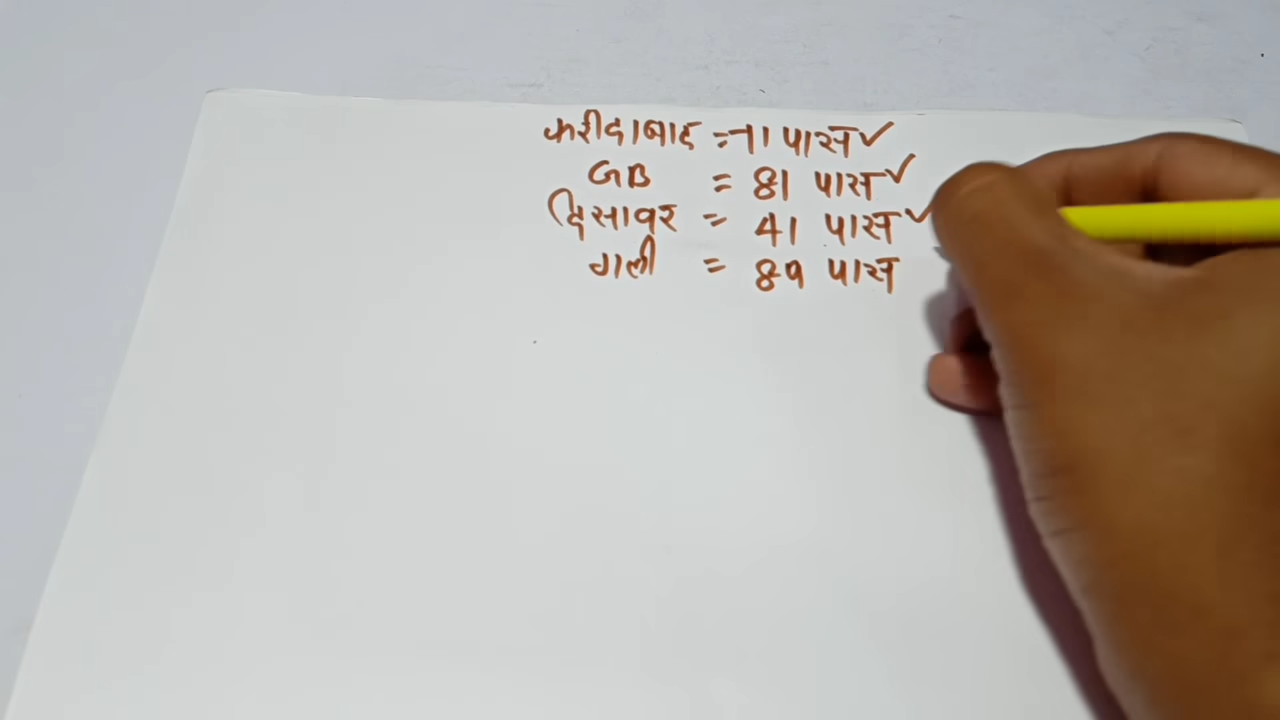 फरीदाबाद = 71 पास ✓
GB = 81 पास ✓
दिसावर = 41 पास ✓
गली = 89 पास